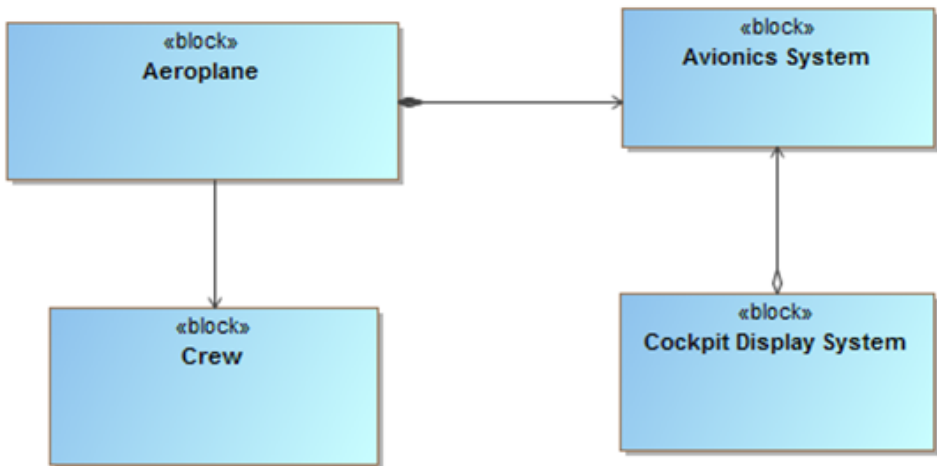 «block»
Aeroplane
«block»
Avionics System
«block»
Crew
«block»
Cockpit Display System